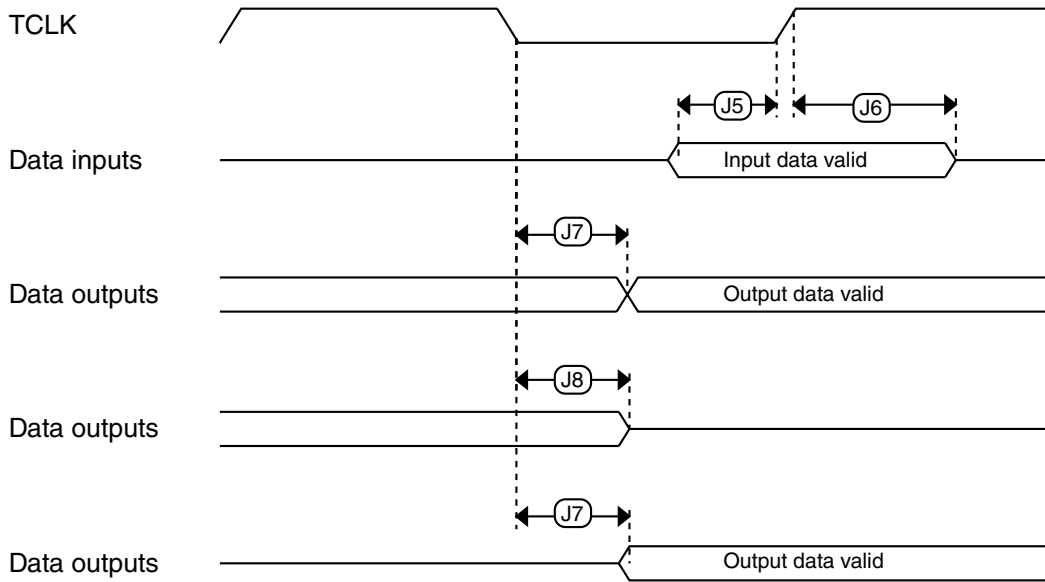 TCLK
J5
J6
Data inputs
Input data valid
J7
Data outputs
Output data valid
J8
Data outputs
J7
Data outputs
Output data valid